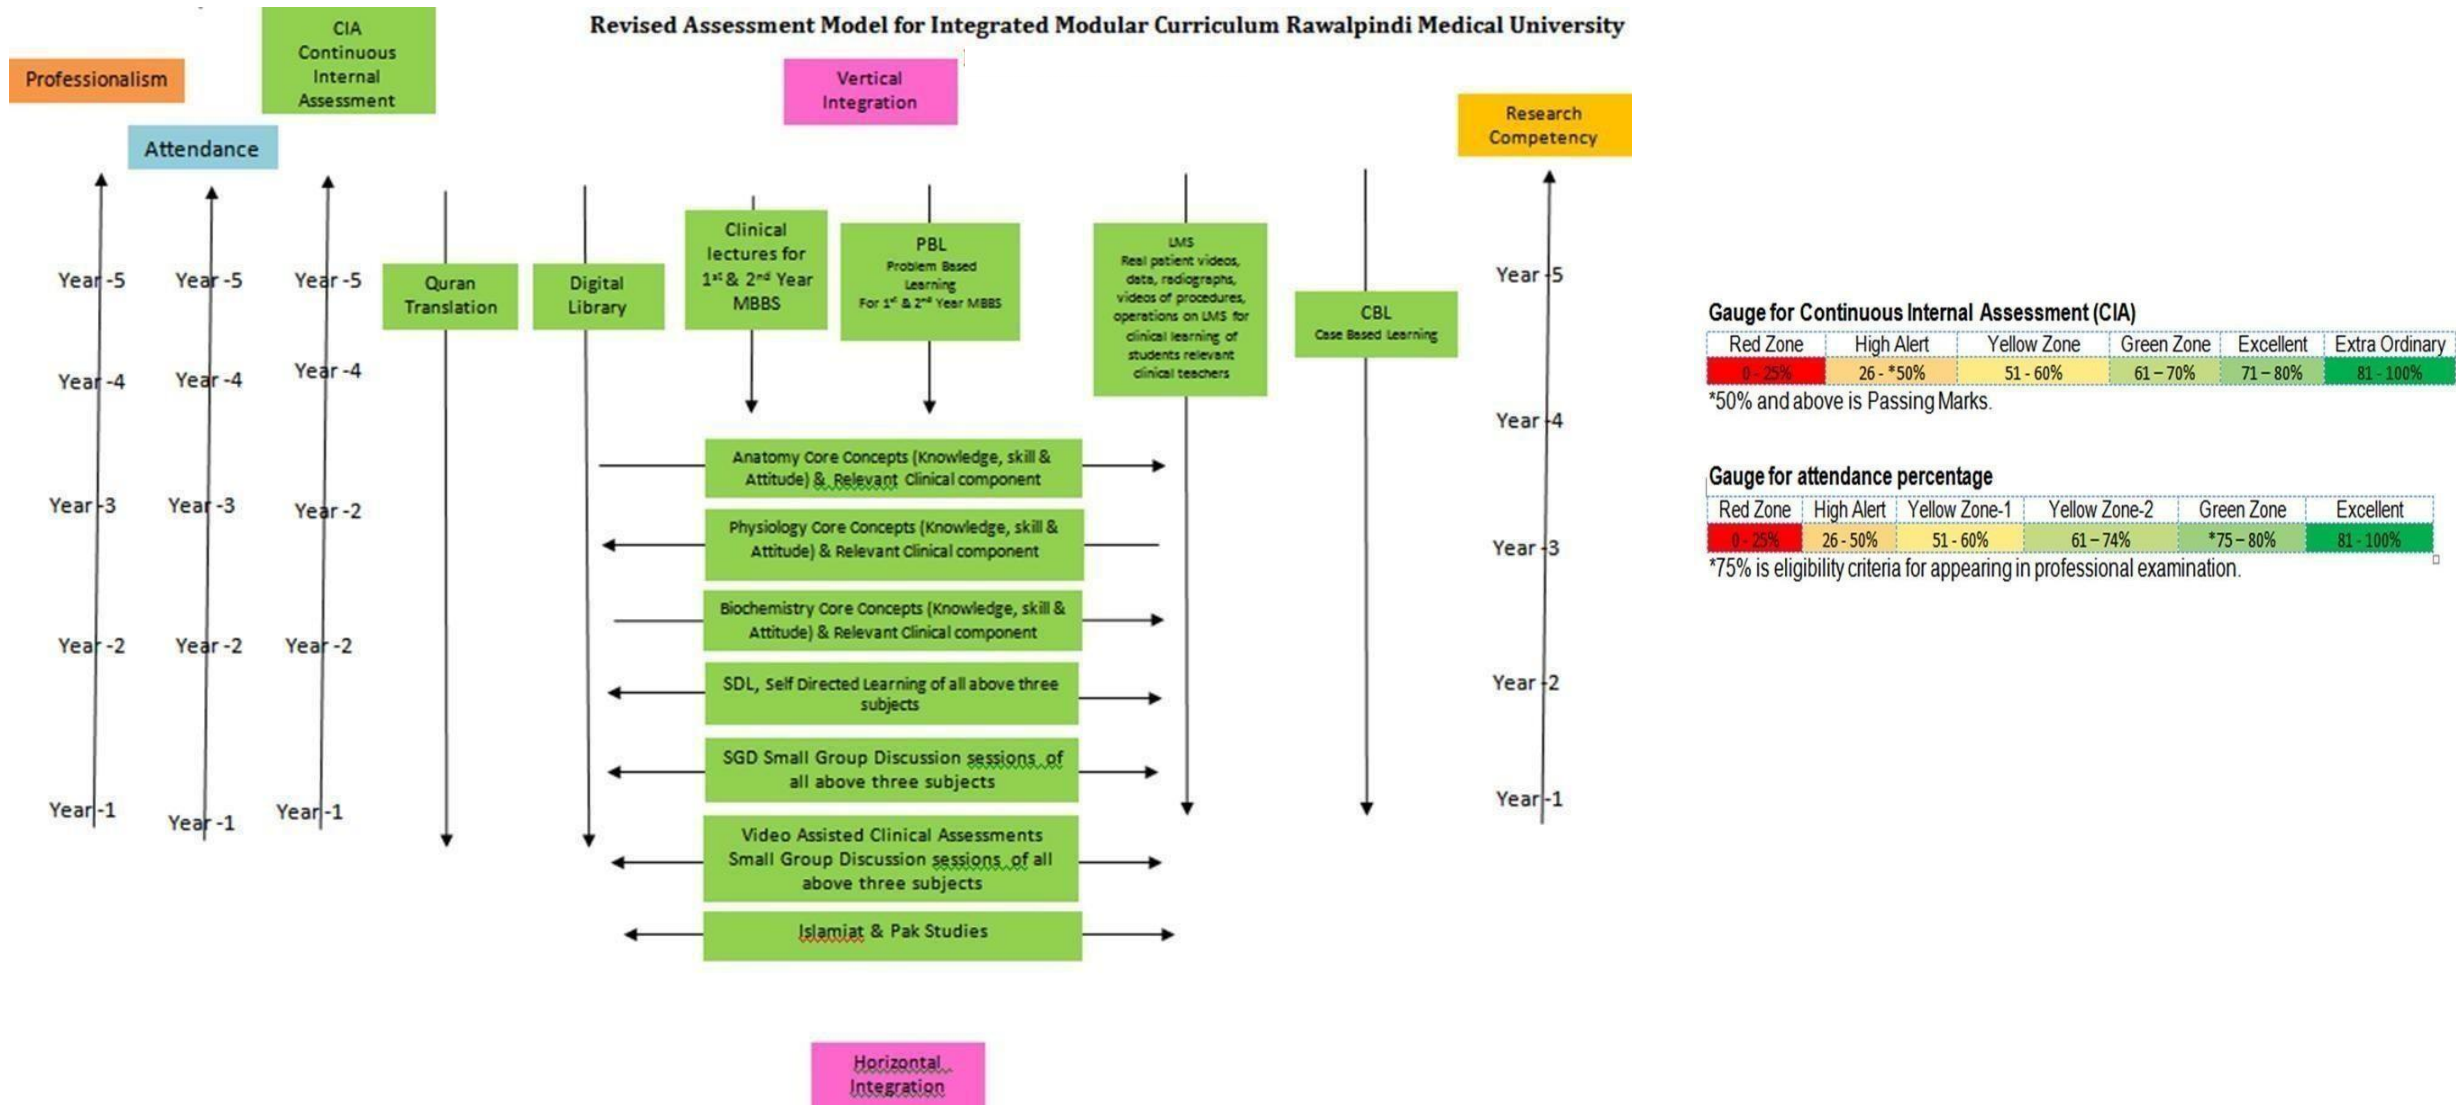 Revised Assessment Model for Integrated Modular Curriculum Rawalpindi Medical University
Professionalism
Attendance
CIA
Continuous
Internal
Assessment
Vertical
Integration
Research
Competency
Year -5
Year -4
Year -3
Year -2
Year -1
Year -5
Year -4
Year -3
Year -2
Year -1
Year -5
Year -4
Year -2
Year -2
Year -1
Quran
Translation
Digital
Library
Clinical
lectures for
1st & 2nd Year
MBBS
PBL
Problem Based
Learning
For 1st & 2nd Year MBBS
LMS
Real patient videos,
data, radiographs,
videos of procedures,
operations on LMS for
clinical learning of
students relevant
clinical teachers
CBL
Case Based Learning
Year -5
Year -4
Year -3
Year -2
Year -1
Anatomy Core Concepts (Knowledge, skill &
Attitude) & Relevant Clinical component
Physiology Core Concepts (Knowledge, skill &
Attitude) & Relevant Clinical component
Biochemistry Core Concepts (Knowledge, skill &
Attitude) & Relevant Clinical component
SDL, Self Directed Learning of all above three
subjects
SGD Small Group Discussion sessions of
all above three subjects
Video Assisted Clinical Assessments
Small Group Discussion sessions of all
above three subjects
Islamiat & Pak Studies
Horizontal
Integration
Gauge for Continuous Internal Assessment (CIA)
Red Zone High Alert Yellow Zone Green Zone Excellent Extra Ordinary
0 - 25% 26 - *50% 51 - 60% 61 – 70% 71 – 80% 81 - 100%
*50% and above is Passing Marks.
Gauge for attendance percentage
Red Zone High Alert Yellow Zone-1 Yellow Zone-2 Green Zone Excellent
0 - 25% 26 - 50% 51 - 60% 61 – 74% *75 – 80% 81 - 100%
*75% is eligibility criteria for appearing in professional examination.